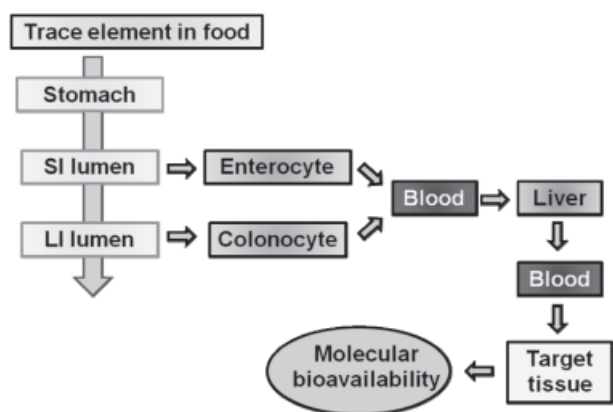 Trace element in food
Stomach
SI lumen
Enterocyte
Blood
Liver
LI lumen
Colonocyte
Blood
Molecular
bioavailability
Target
tissue